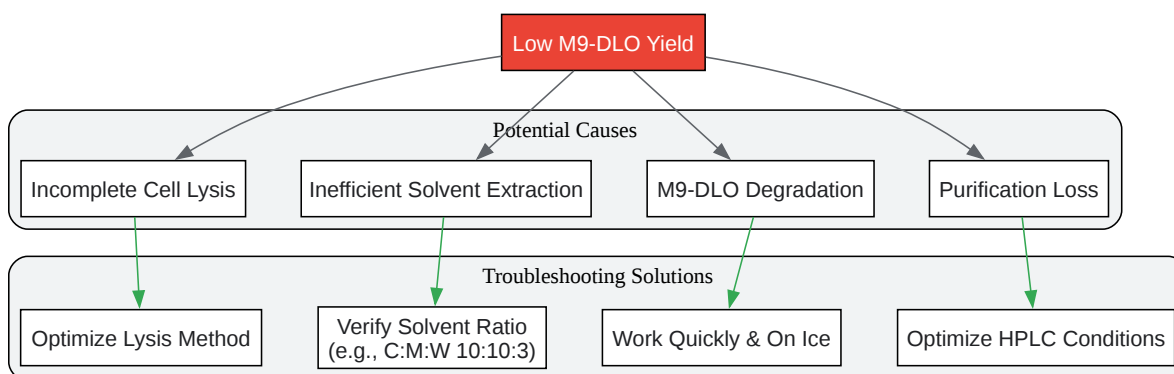 Low M9-DLO Yield
Potential Causes
Incomplete Cell Lysis
Inefficient Solvent Extraction
M9-DLO Degradation
Purification Loss
Troubleshooting Solutions
Optimize Lysis Method
Verify Solvent Ratio
(e.g., C:M:W 10:10:3)
Work Quickly & On Ice
Optimize HPLC Conditions